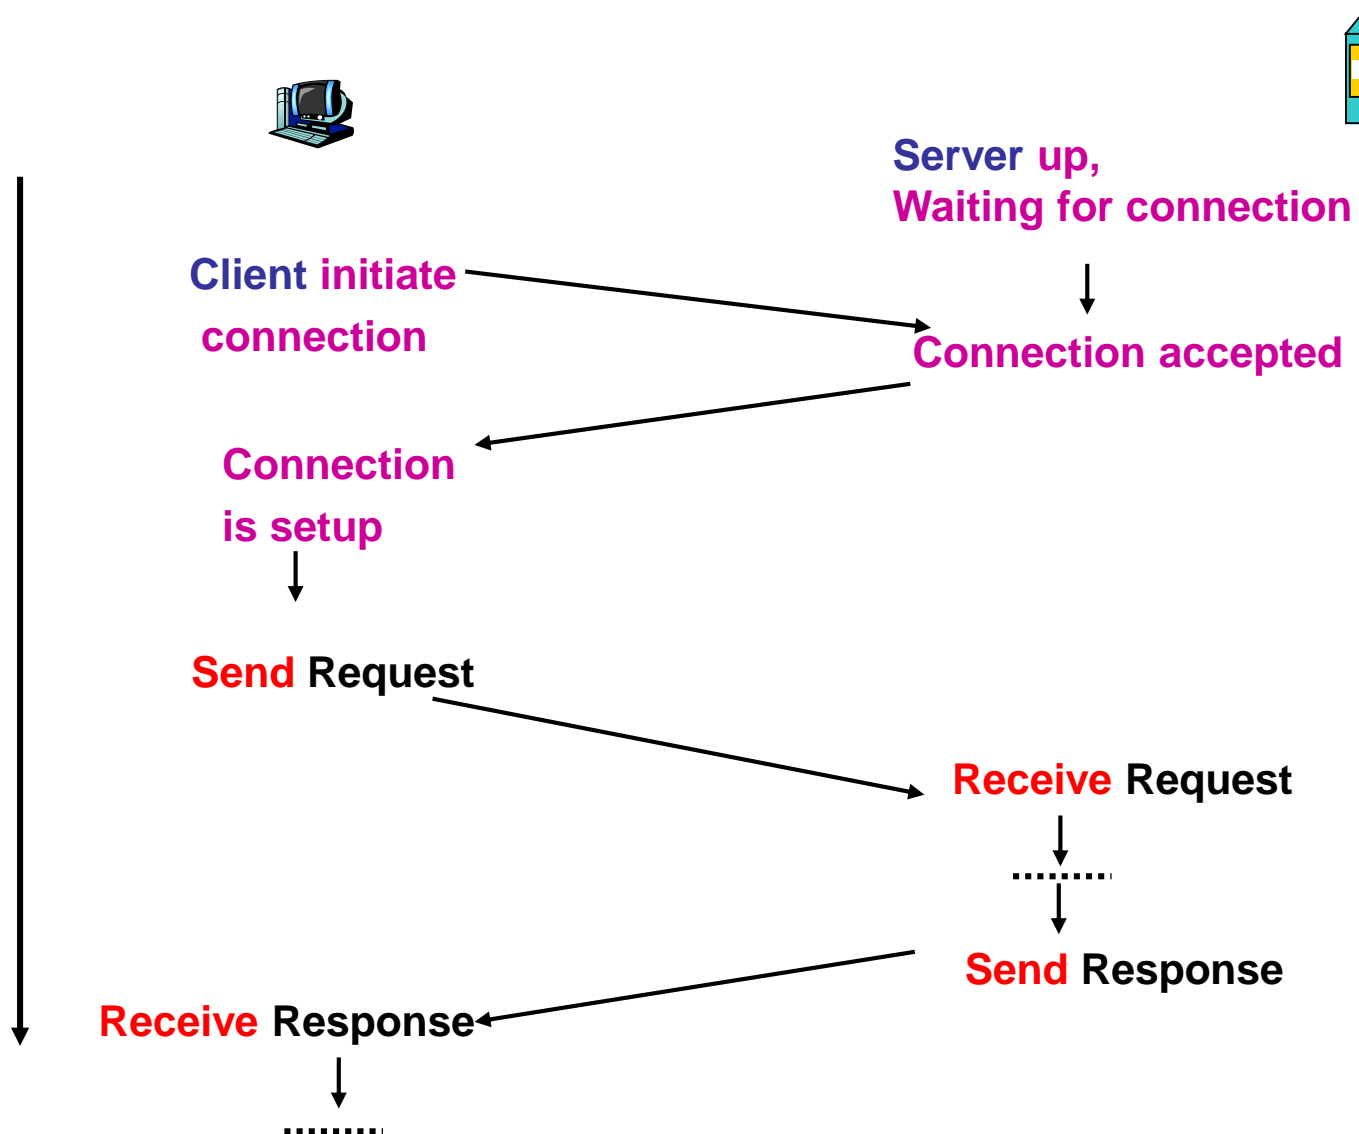 Server up,
Waiting for connection
Client initiate
connection
Connection accepted
Connection
is setup
Send Request
Receive Request
Send Response
Receive Response